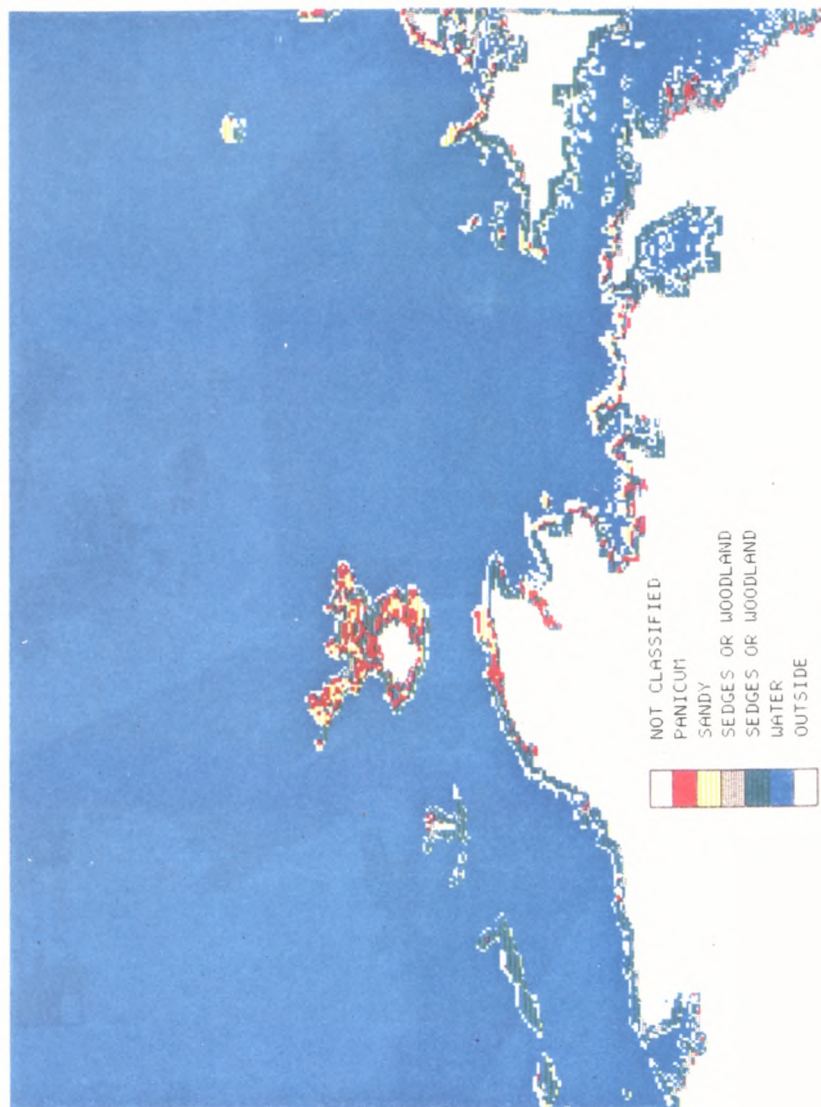 NOT CLASSIFIED
PANICUM
SANDY
SEDGES OR WOODLAND
SEDGES OR WOODLAND
WATER
OUTSIDE